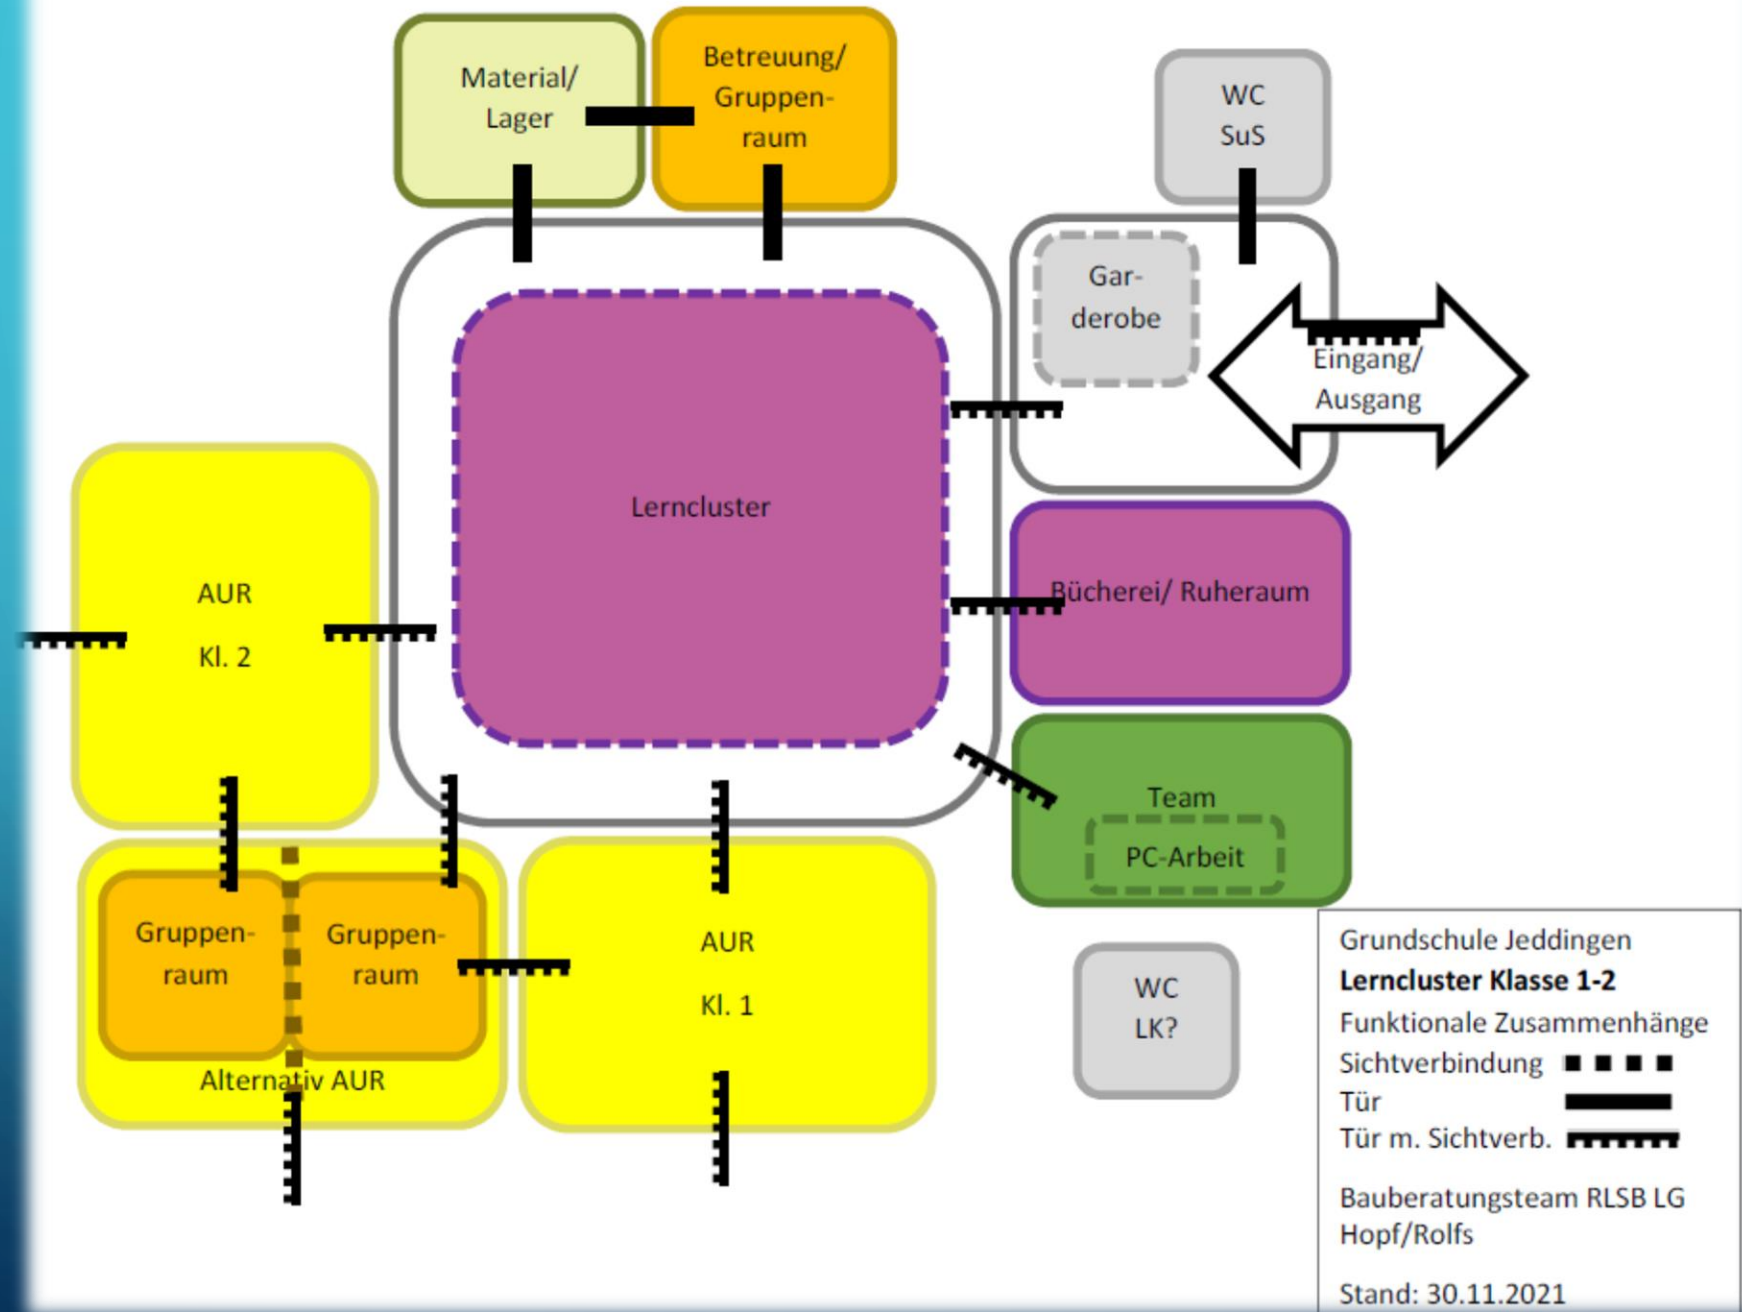 Material/
Lager
Betreuung/
Gruppen-
raum
WC
SuS
Gar-
derobe
Eingang/
Ausgang
Lerncluster
AUR
Kl. 2
Bücherei/ Ruheraum
Team
PC-Arbeit
Gruppen-
raum
Gruppen-
raum
Alternativ AUR
AUR
Kl. 1
WC
LK?
Grundschule Jeddingen
Lerncluster Klasse 1-2
Funktionale Zusammenhänge
Sichtverbindung
Tür
Tür m. Sichtverb.
Bauberatungsteam RLSB LG
Hopf/Rolfs
Stand: 30.11.2021